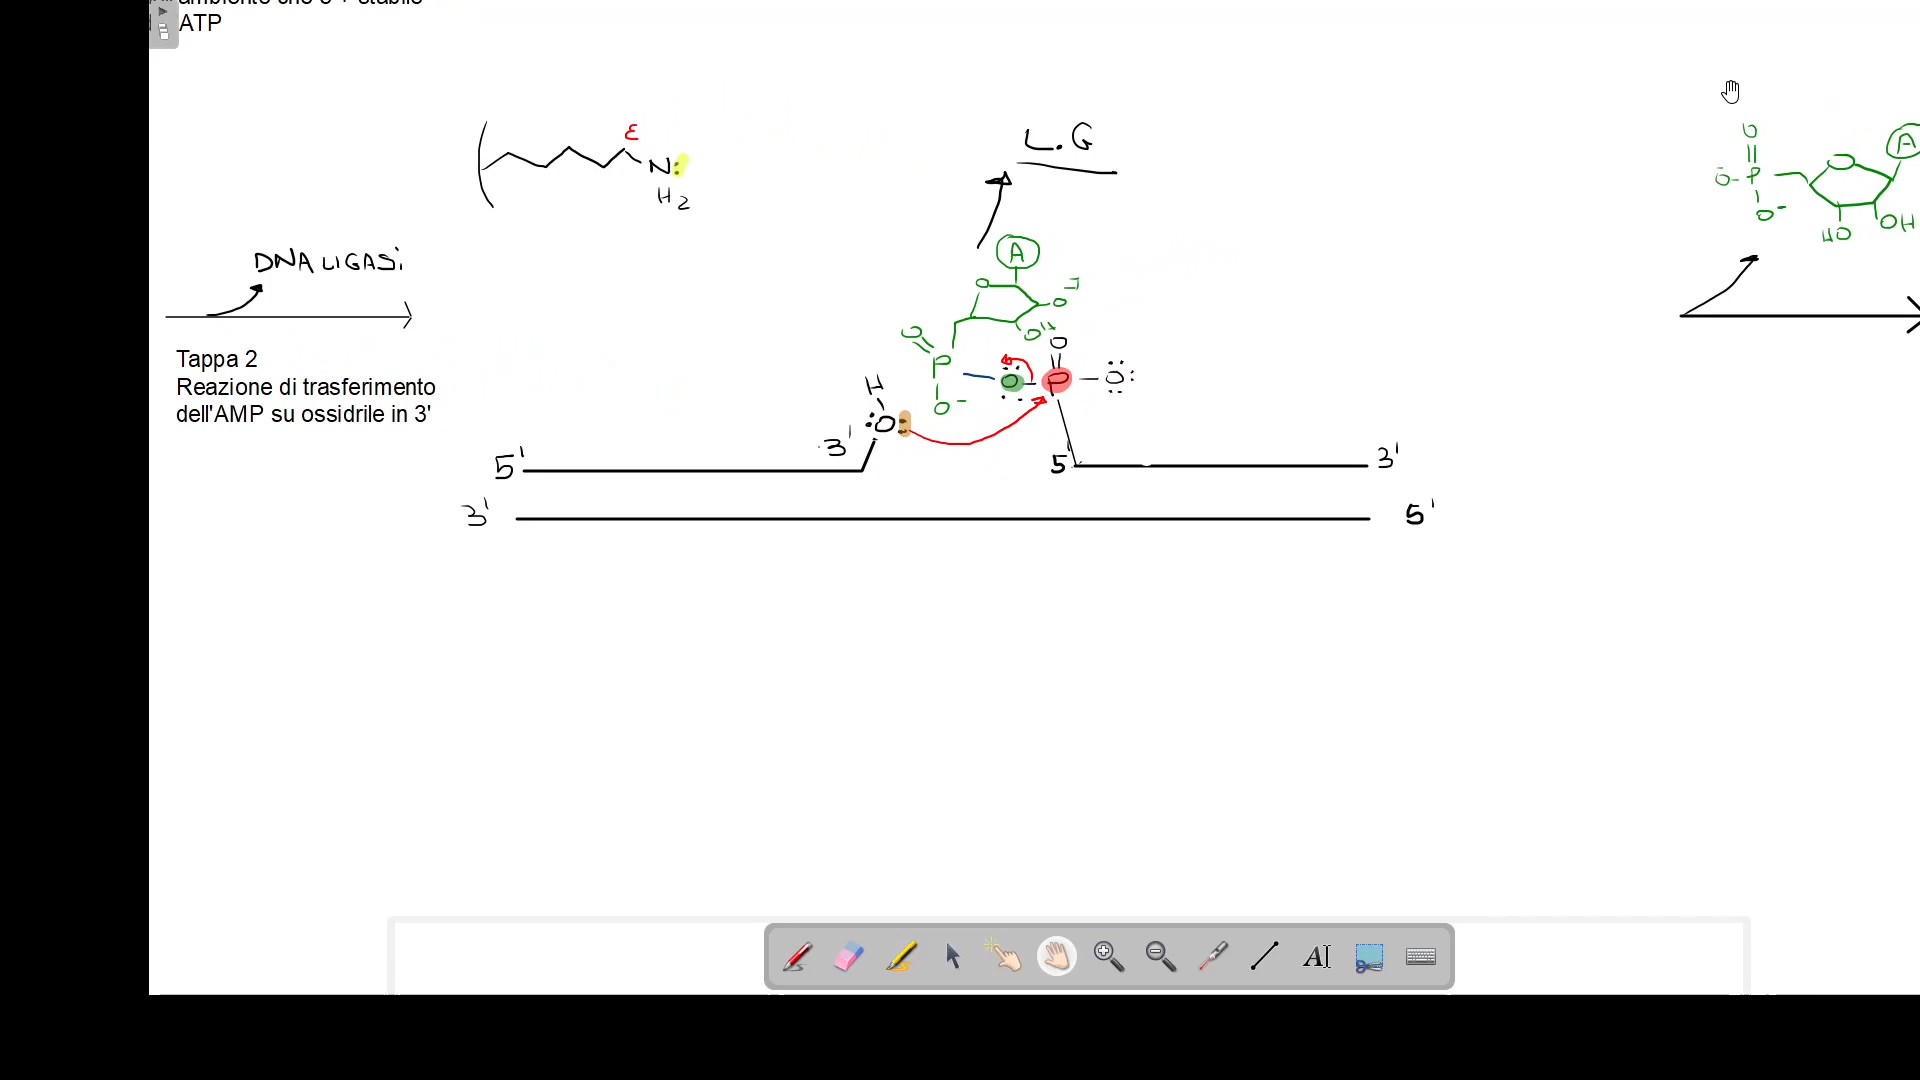 ATP
ε
N:
H2
L.G
O
O- P
O-
A
HO
OH
DNA LIGASI
A
O
O
OH
O
P
O-
O
P
O
O
Tappa 2
Reazione di trasferimento
dell'AMP su ossidrile in 3'
H
:O:
3'
5'
5'
3'
3'
5'